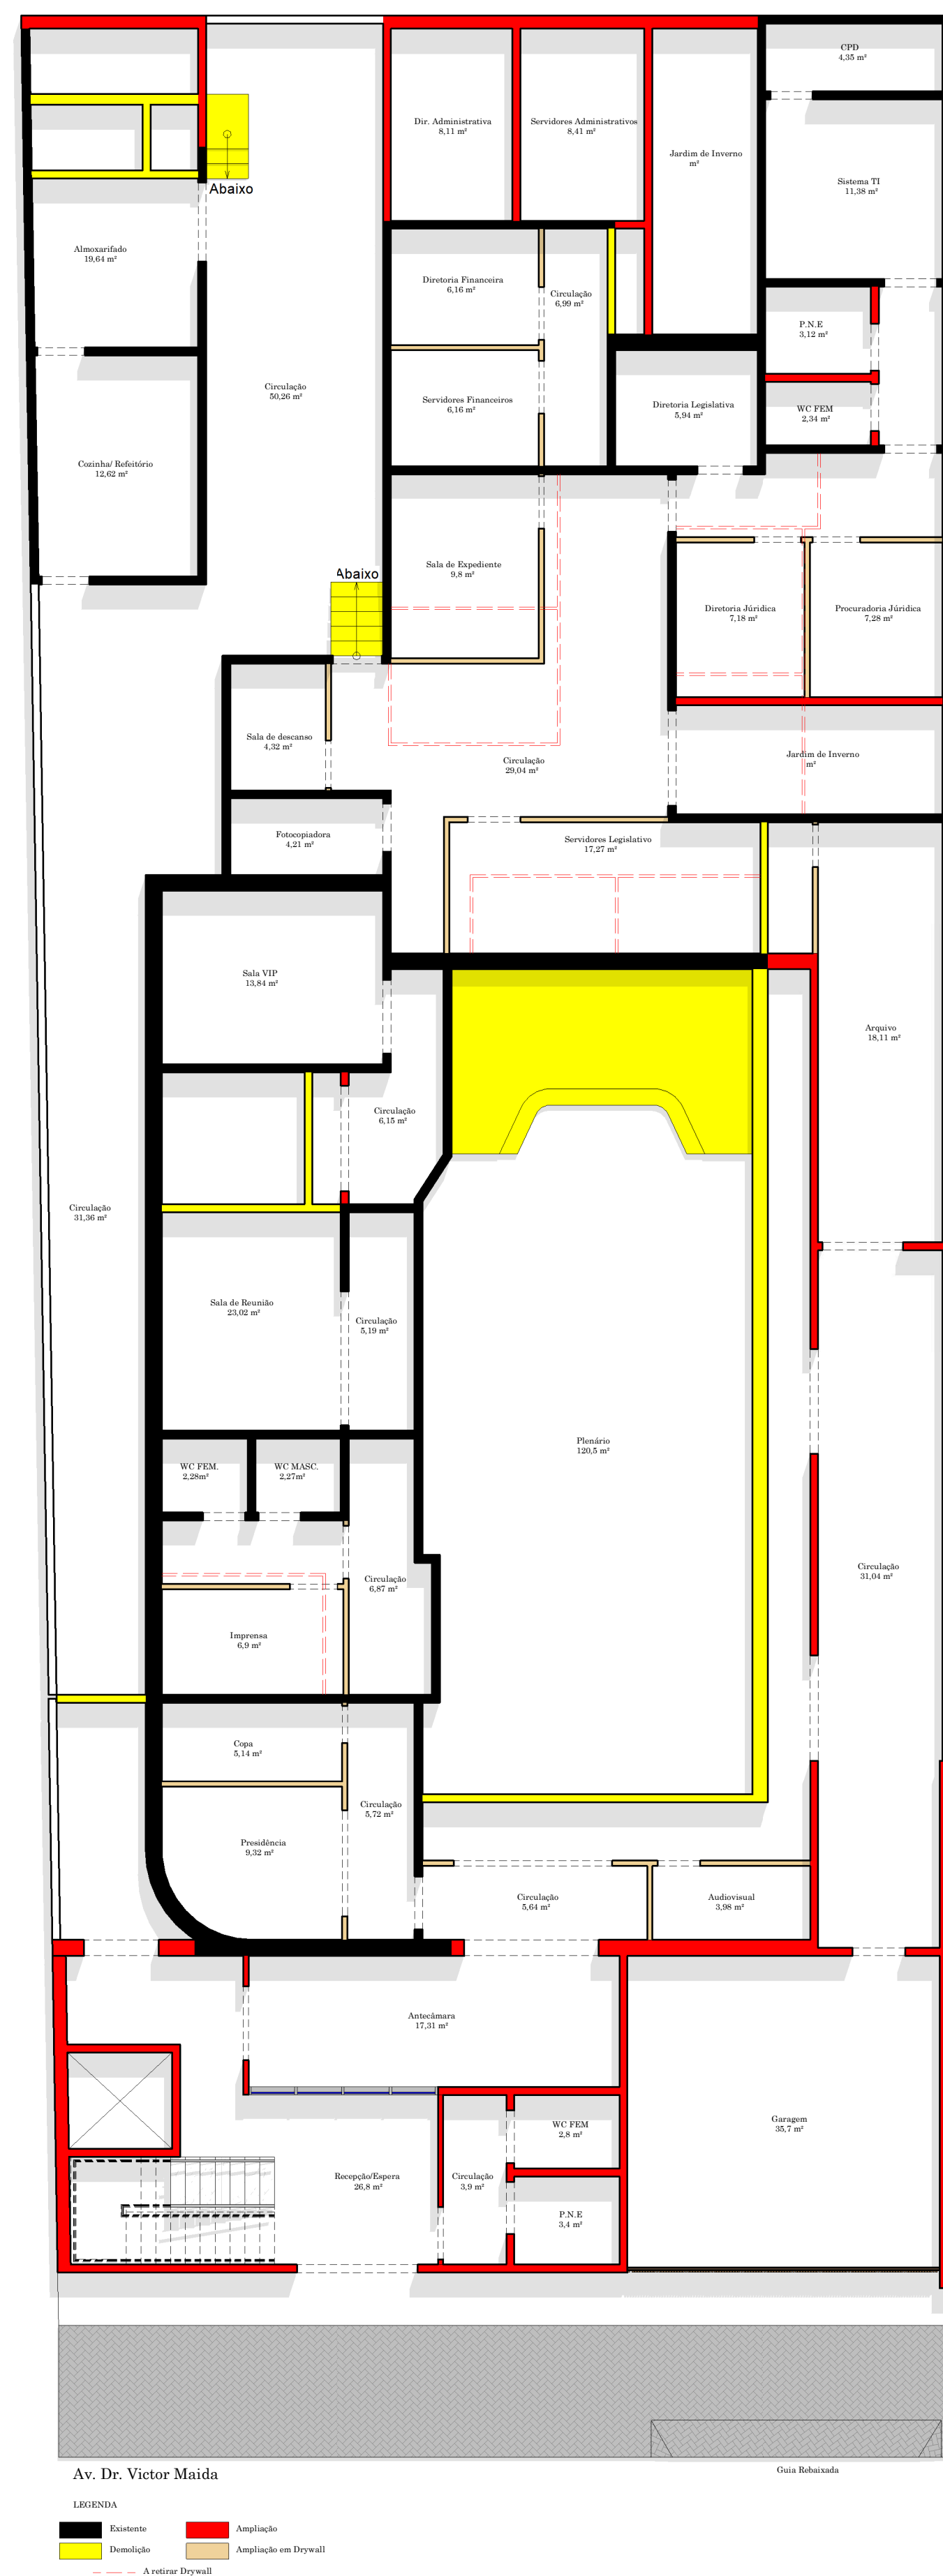 CPD
4,35 m²
Dir. Administrativa
8,11 m²
Servidores Administrativos
8,41 m²
Jardim de Inverno
m²
Sistema TI
11,38 m²
Abaixo
Almoxarifado
19,64 m²
Diretoria Financeira
6,16 m²
Circulação
6,99 m²
P.N.E
3,12 m²
Circulação
50,26 m²
Servidores Financeiros
6,16 m²
Diretoria Legislativa
5,94 m²
WC FEM
2,34 m²
Cozinha/ Refeitório
12,62 m²
Sala de Expediente
9,8 m²
Abaixo
Diretoria Júridica
7,18 m²
Procuradoria Júridica
7,28 m²
Sala de descanso
4,32 m²
Circulação
29,04 m²
Jardim de Inverno
m²
Fotocopiadora
4,21 m²
Servidores Legislativo
17,27 m²
Sala VIP
13,84 m²
Arquivo
18,11 m²
Circulação
6,15 m²
Circulação
31,36 m²
Sala de Reunião
23,02 m²
Circulação
5,19 m²
Plenário
120,5 m²
WC FEM.
2,28m²
WC MASC.
2,27m²
Circulação
6,87 m²
Circulação
31,04 m²
Imprensa
6,9 m²
Copa
5,14 m²
Circulação
5,72 m²
Presidência
9,32 m²
Circulação
5,64 m²
Audiovisual
3,98 m²
Antecâmara
17,31 m²
WC FEM
2,8 m²
Garagem
35,7 m²
Recepção/Espera
26,8 m²
Circulação
3,9 m²
P.N.E
3,4 m²
Av. Dr. Victor Maida
Guia Rebaixada
LEGENDA
Existente
Ampliação
Demolição
Ampliação em Drywall
A retirar Drywall